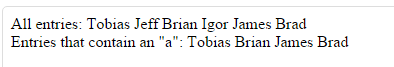 All entries: Tobias Jeff Brian Igor James Brad
Entries that contain an "a": Tobias Brian James Brad